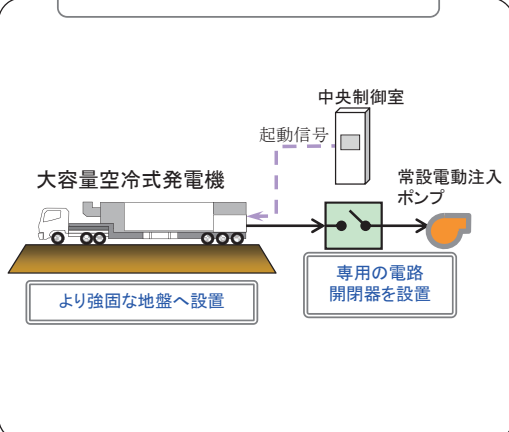 中央制御室
起動信号
大容量空冷式発電機
常設電動注入
ポンプ
専用の電路
開閉器を設置
より強固な地盤へ設置